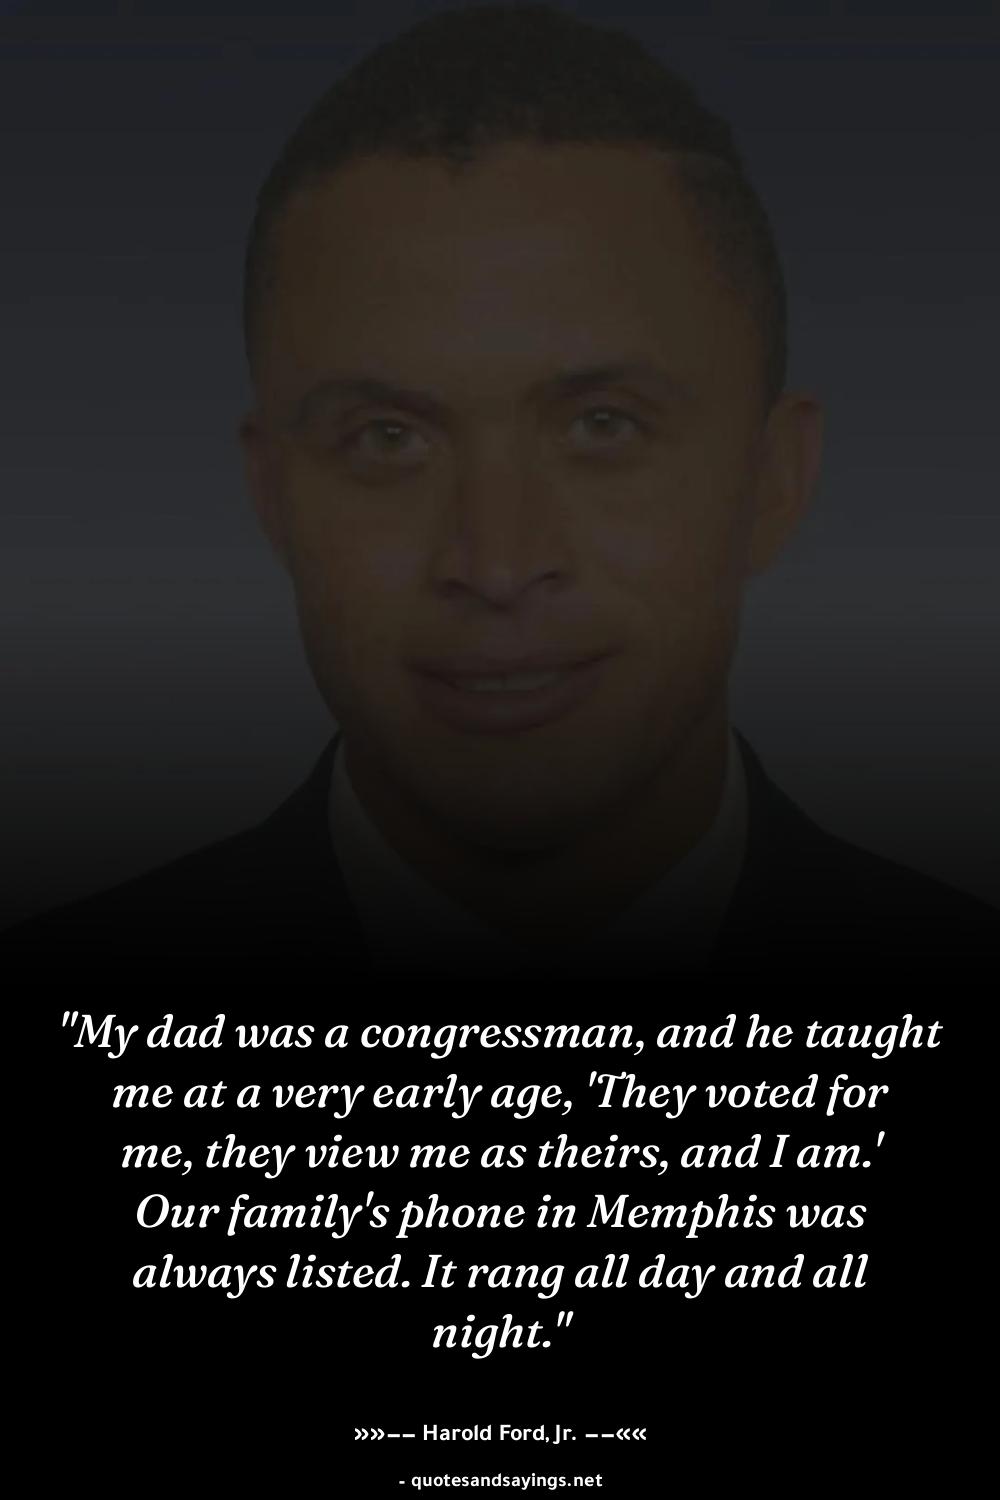 "My dad was a congressman, and he taught
me at a very early age, 'They voted for
me, they view me as theirs, and I am.'
Our family's phone in Memphis was
always listed. It rang all day and all
night."
»»−− Harold Ford, Jr. −−««
- quotesandsayings.net